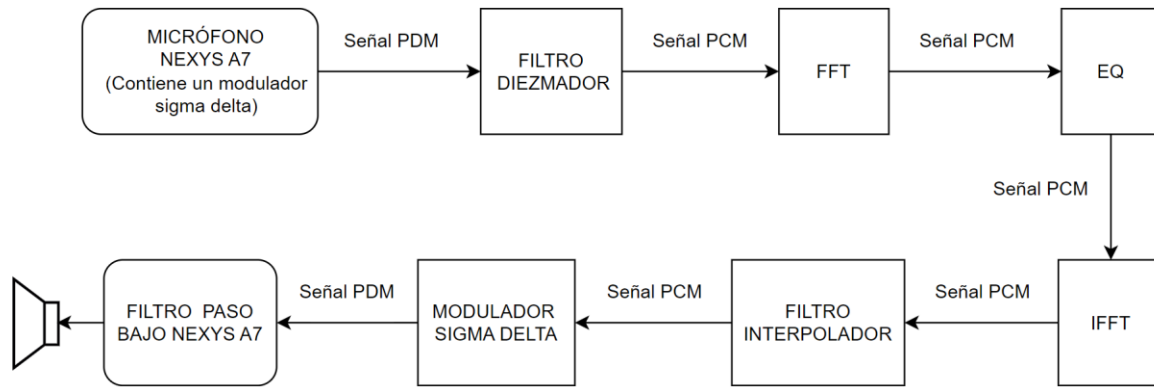 MICRÓFONO
NEXYS A7
(Contiene un modulador
sigma delta)
Señal PDM
FILTRO
DIEZMADOR
Señal PCM
FFT
Señal PCM
EQ
Señal PCM
IFFT
Señal PCM
FILTRO
INTERPOLADOR
Señal PCM
MODULADOR
SIGMA DELTA
Señal PDM
FILTRO PASO
BAJO NEXYS A7